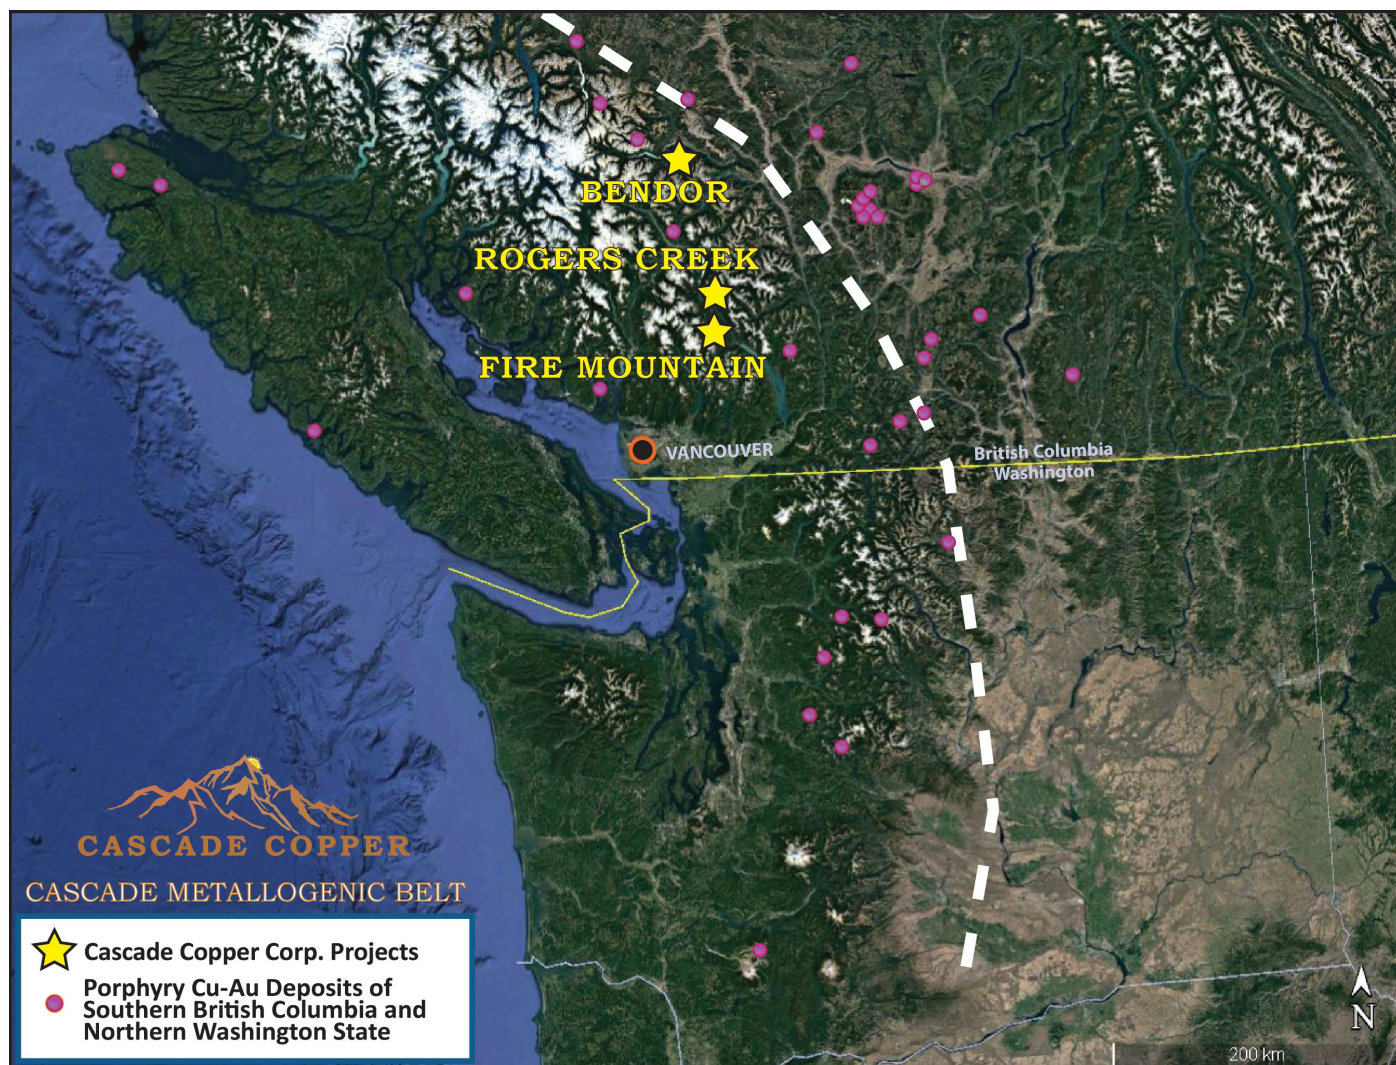 BENDOR
ROGERS CREEK
FIRE MOUNTAIN
VANCOUVER
British Columbia
Washington
CASCADE COPPER
CASCADE METALLOGENIC BELT
Cascade Copper Corp. Projects
Porphyry Cu-Au Deposits of
Southern British Columbia and
Northern Washington State
N
200 km